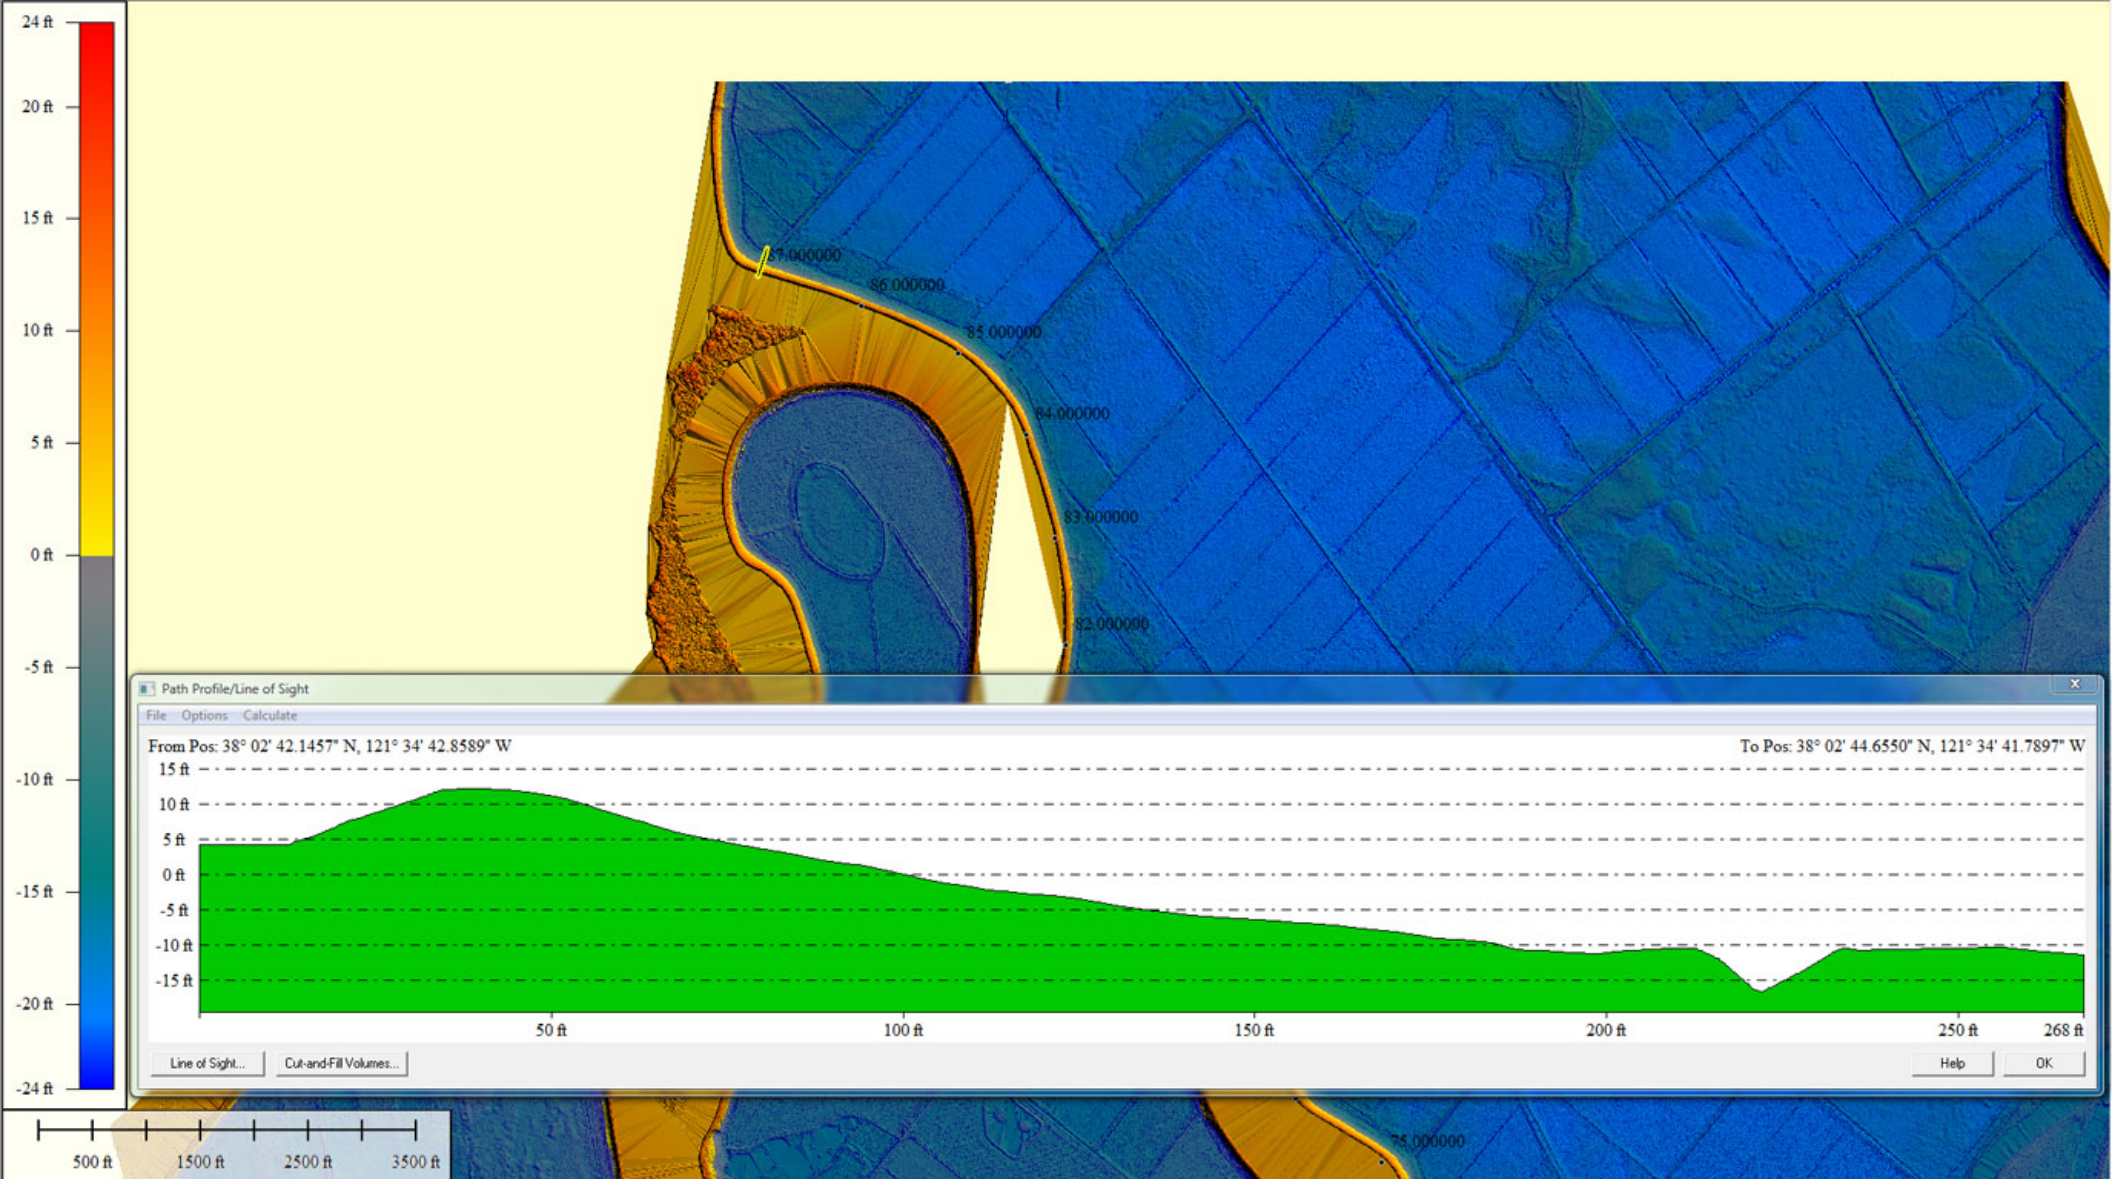 24 ft
20 ft
15 ft
10 ft
5 ft
0 ft
-5 ft
-10 ft
-15 ft
-20 ft
-24 ft
87.000000
86.000000
85.000000
84.000000
83.000000
82.000000
Path Profile/Line of Sight
x
File Options Calculate
From Pos: 38° 02' 42.1457" N, 121° 34' 42.8589" W
To Pos: 38° 02' 44.6550" N, 121° 34' 41.7897" W
15 ft
10 ft
5 ft
0 ft
-5 ft
-10 ft
-15 ft
50 ft 100 ft 150 ft 200 ft 250 ft 268 ft
Line of Sight... Cut-and-Fill Volumes... Help OK
75.000000
500 ft 1500 ft 2500 ft 3500 ft